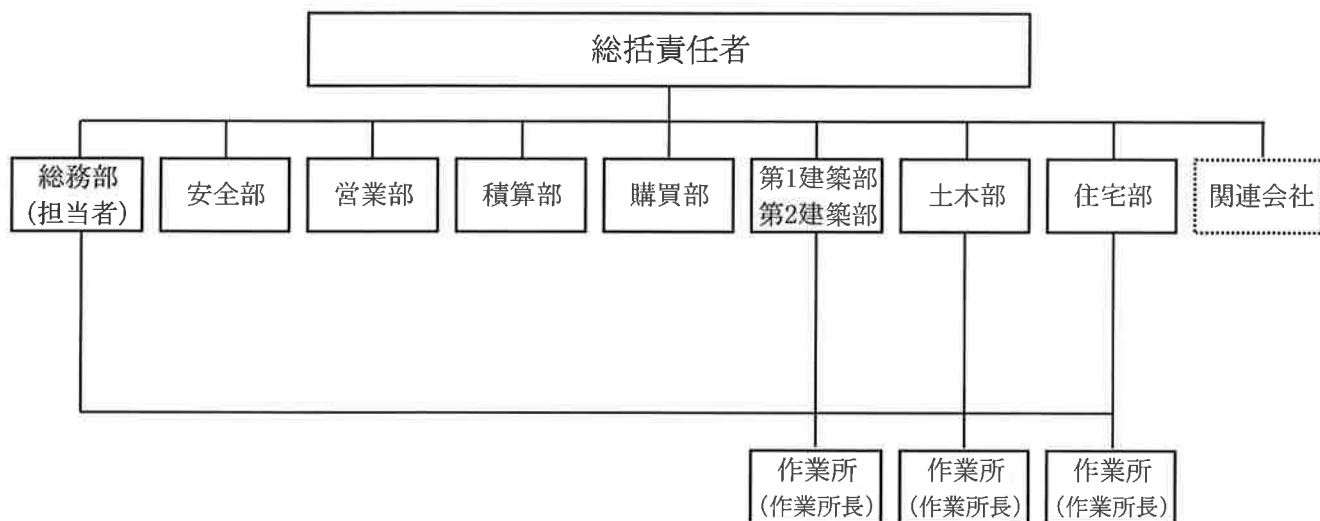 総括責任者
総務部
(担当者)
安全部
営業部
積算部
購買部
第1建築部
第2建築部
土木部
住宅部
関連会社
作業所
(作業所長)
作業所
(作業所長)
作業所
(作業所長)